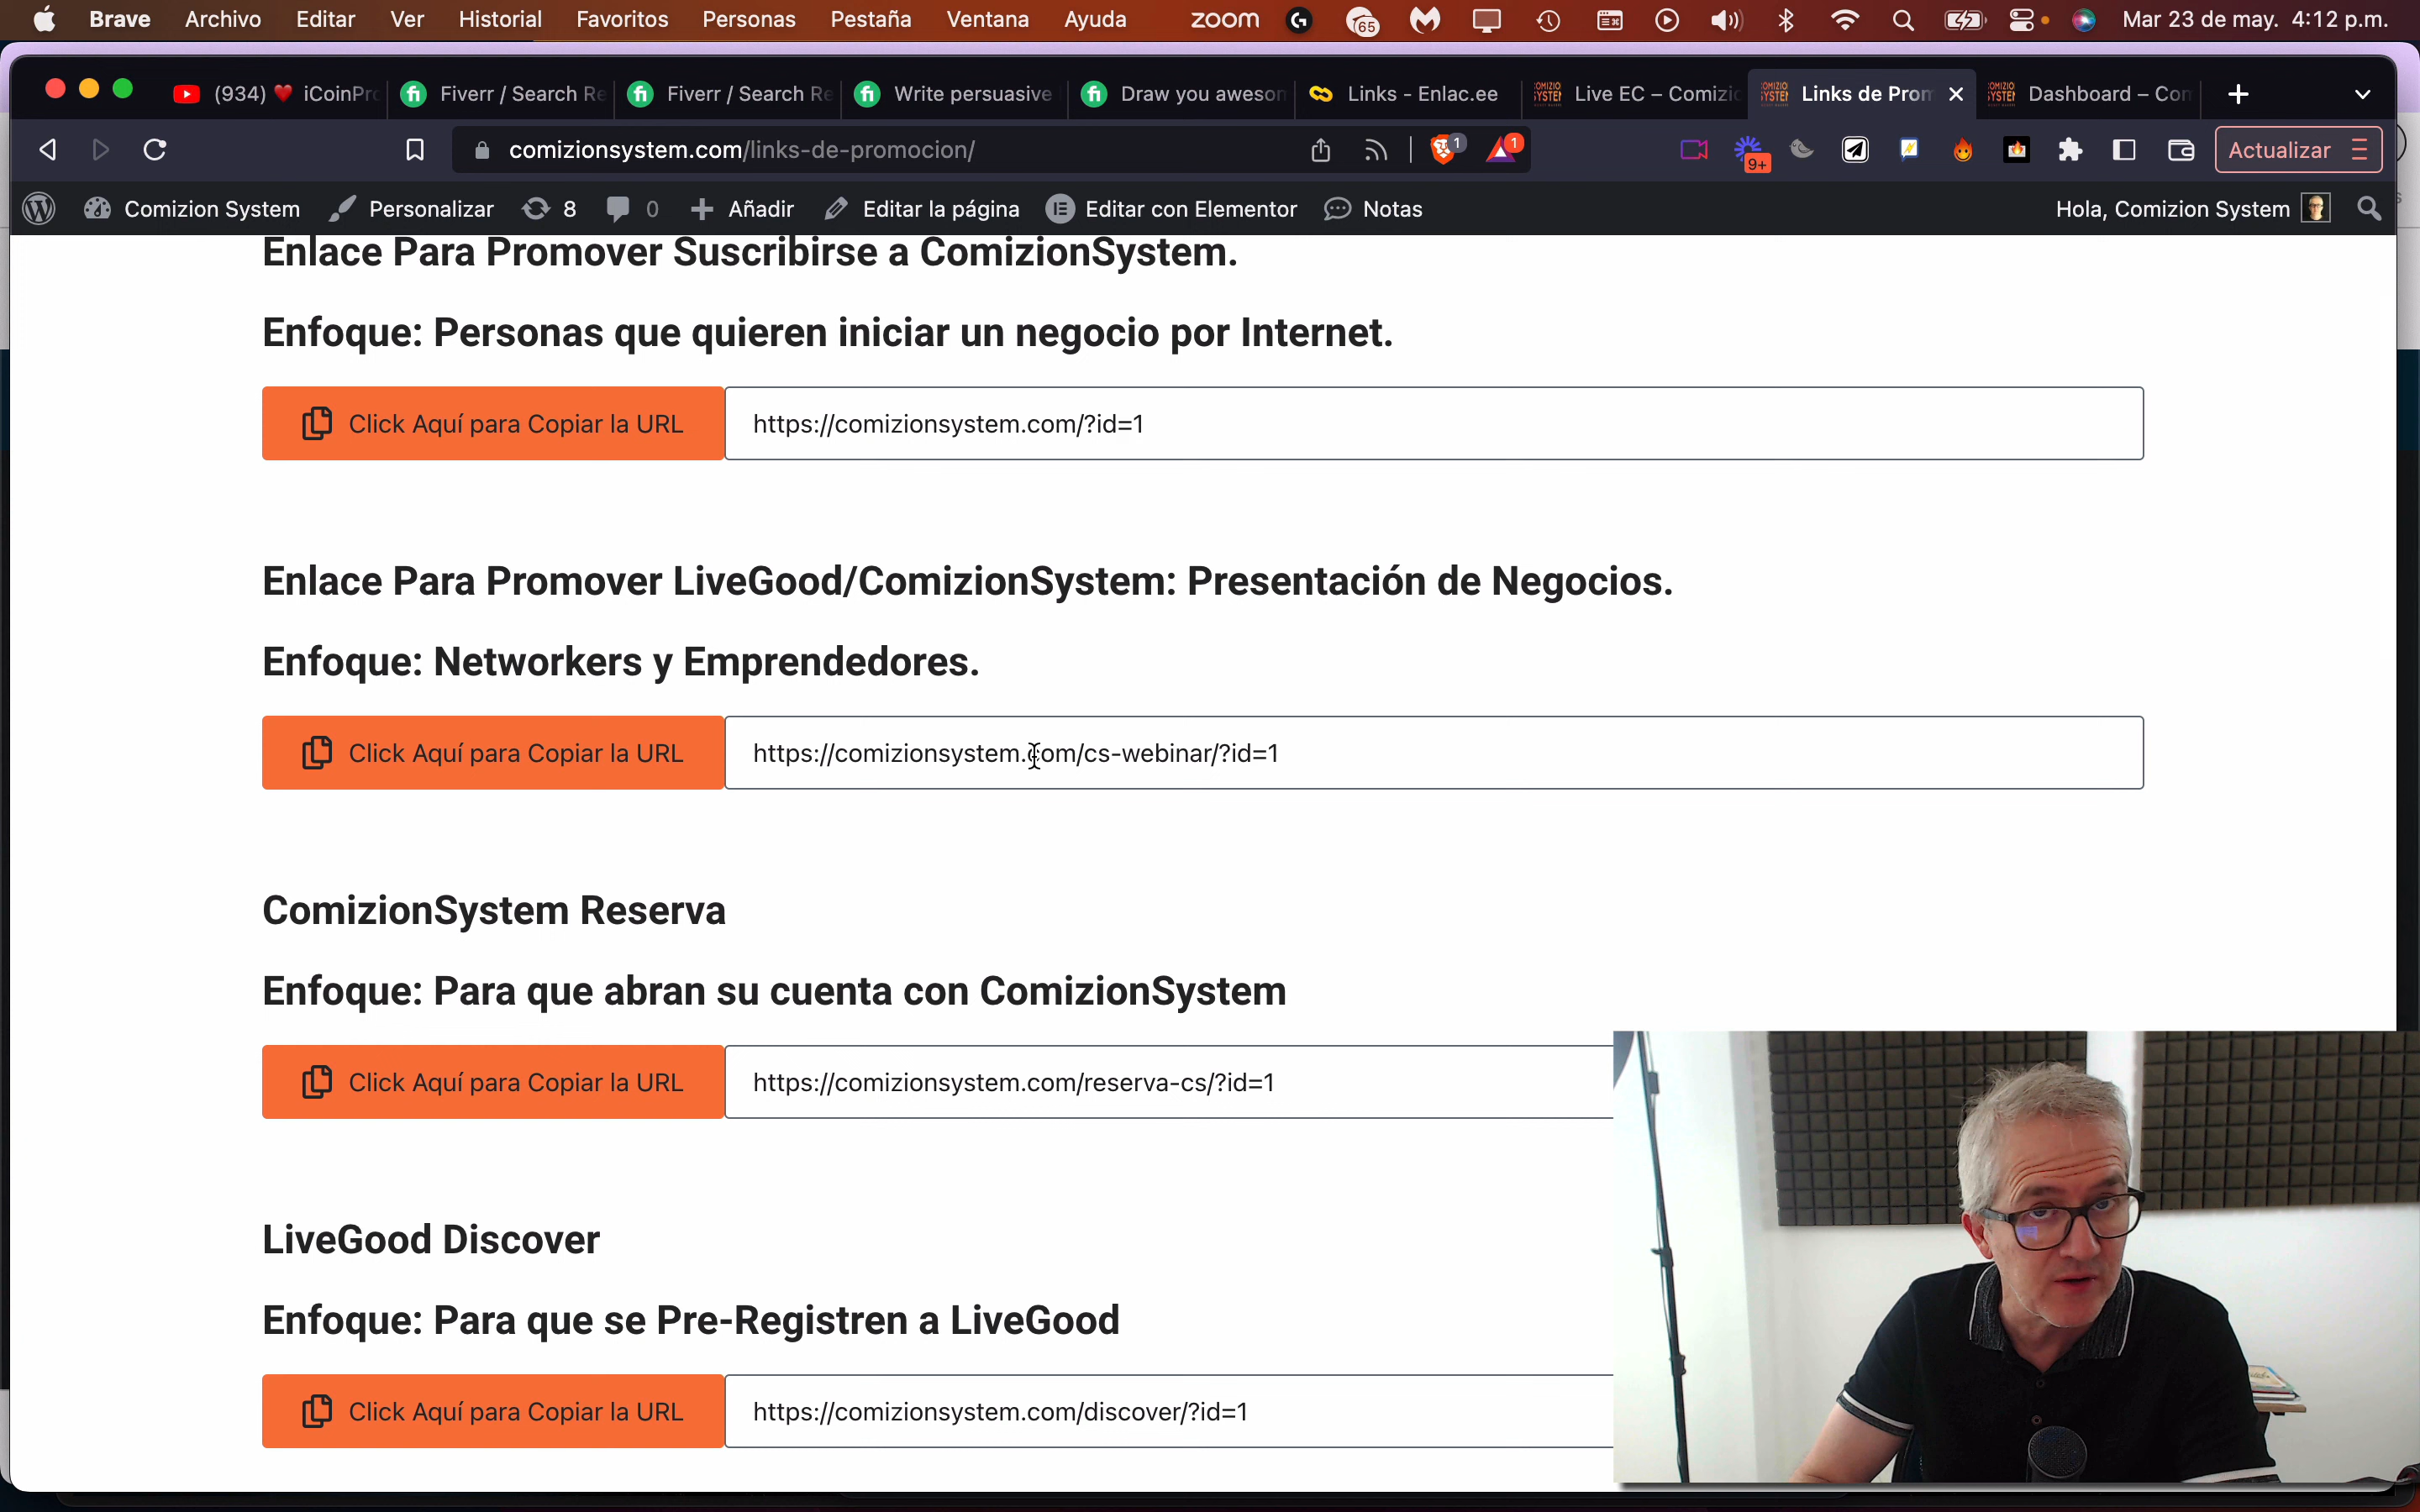 Brave Archivo Editar Ver Historial Favoritos Personas Pestaña Ventana Ayuda zoom 65 Mar 23 de may. 4:12 p.m.
(934) iCoinPro Fiverr / Search Re Fiverr / Search Re Write persuasive Draw you aweson Links - Enlac.ee Live EC – Comizio Links de Prom Dashboard – Com
comizionsystem.com/links-de-promocion/ 1 1 9+ Actualizar
Comizion System Personalizar 8 0 Añadir Editar la página Editar con Elementor Notas Hola, Comizion System
Enlace Para Promover Suscribirse a ComizionSystem.
Enfoque: Personas que quieren iniciar un negocio por Internet.
Click Aquí para Copiar la URL https://comizionsystem.com/?id=1
Enlace Para Promover LiveGood/ComizionSystem: Presentación de Negocios.
Enfoque: Networkers y Emprendedores.
Click Aquí para Copiar la URL https://comizionsystem.com/cs-webinar/?id=1
ComizionSystem Reserva
Enfoque: Para que abran su cuenta con ComizionSystem
Click Aquí para Copiar la URL https://comizionsystem.com/reserva-cs/?id=1
LiveGood Discover
Enfoque: Para que se Pre-Registren a LiveGood
Click Aquí para Copiar la URL https://comizionsystem.com/discover/?id=1